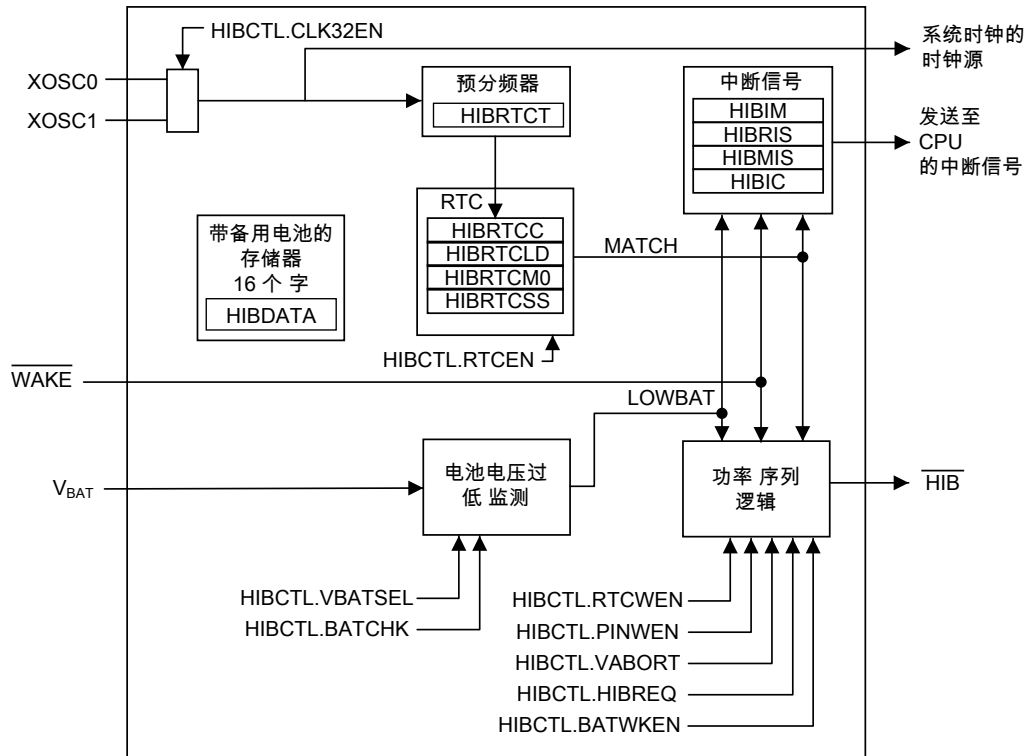 HIBCTL.CLK32EN
XOSC0
XOSC1
预分频器
HIBRTCT
中断信号
HIBIM
HIBRIS
HIBMIS
HIBIC
系统时钟的
时钟源
发送至
CPU
的中断信号
带备用电池的
存储器
16 个 字
HIBDATA
RTC
HIBRTCC
HIBRTCLD
HIBRTCM0
HIBRTCSS
MATCH
HIBCTL.RTCEN
WAKE
LOWBAT
VBAT
电池电压过
低 监测
功率 序列
逻辑
HIB
HIBCTL.VBATSEL
HIBCTL.BATCHK
HIBCTL.RTCWEN
HIBCTL.PINWEN
HIBCTL.VABORT
HIBCTL.HIBREQ
HIBCTL.BATWKEN